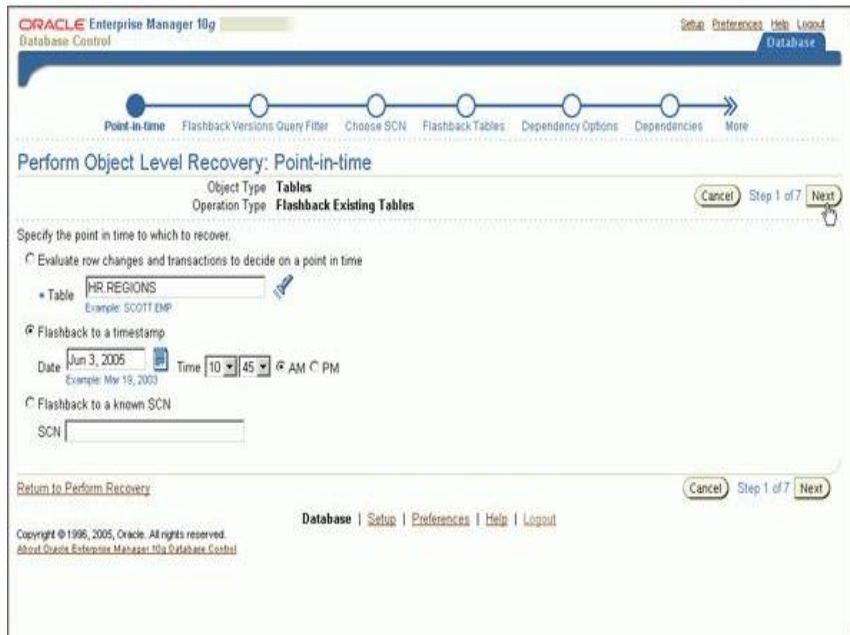 ORACLE Enterprise Manager 10g
Database Control
Setup Preferences Help Logout
Database
Point-in-time Flashback Versions Query Filter Choose SCN Flashback Tables Dependency Options Dependencies More
Perform Object Level Recovery: Point-in-time
Object Type Tables
Operation Type Flashback Existing Tables
Cancel Step 1 of 7 Next
Specify the point in time to which to recover.
Evaluate row changes and transactions to decide on a point in time
* Table HR.REGIONS
Example: SCOTT.EMP
Flashback to a timestamp
Date Jun 3, 2005 Time 10 45 AM PM
Example: Mar 19, 2003
Flashback to a known SCN
SCN
Return to Perform Recovery
Cancel Step 1 of 7 Next
Database | Setup | Preferences | Help | Logout
Copyright © 1996, 2005, Oracle. All rights reserved.
About Oracle Enterprise Manager 10g Database Control